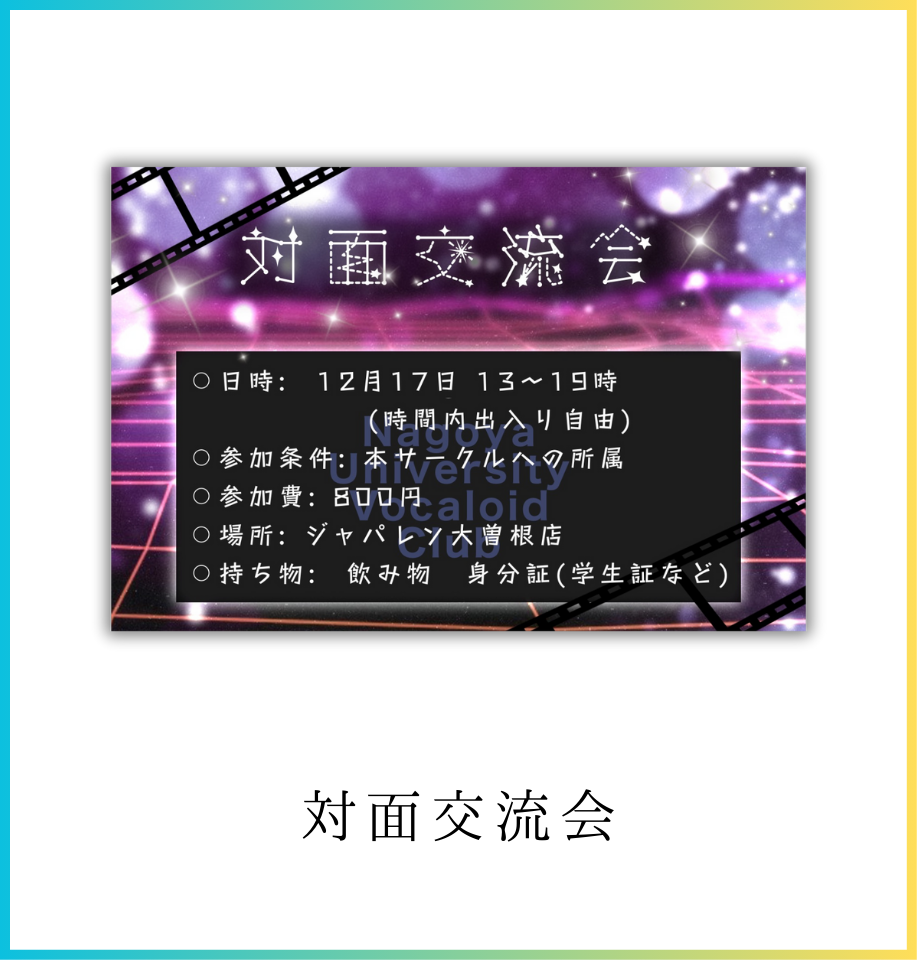 対面交流会
○日時: 12月17日 13〜19時
(時間内出入り自由)
○参加条件: 本サークルへの所属
○参加費: 800円
○場所: ジャパレン大曽根店
○持ち物: 飲み物 身分証(学生証など)
Nagoya
University
Vocaloid
Club
対面交流会